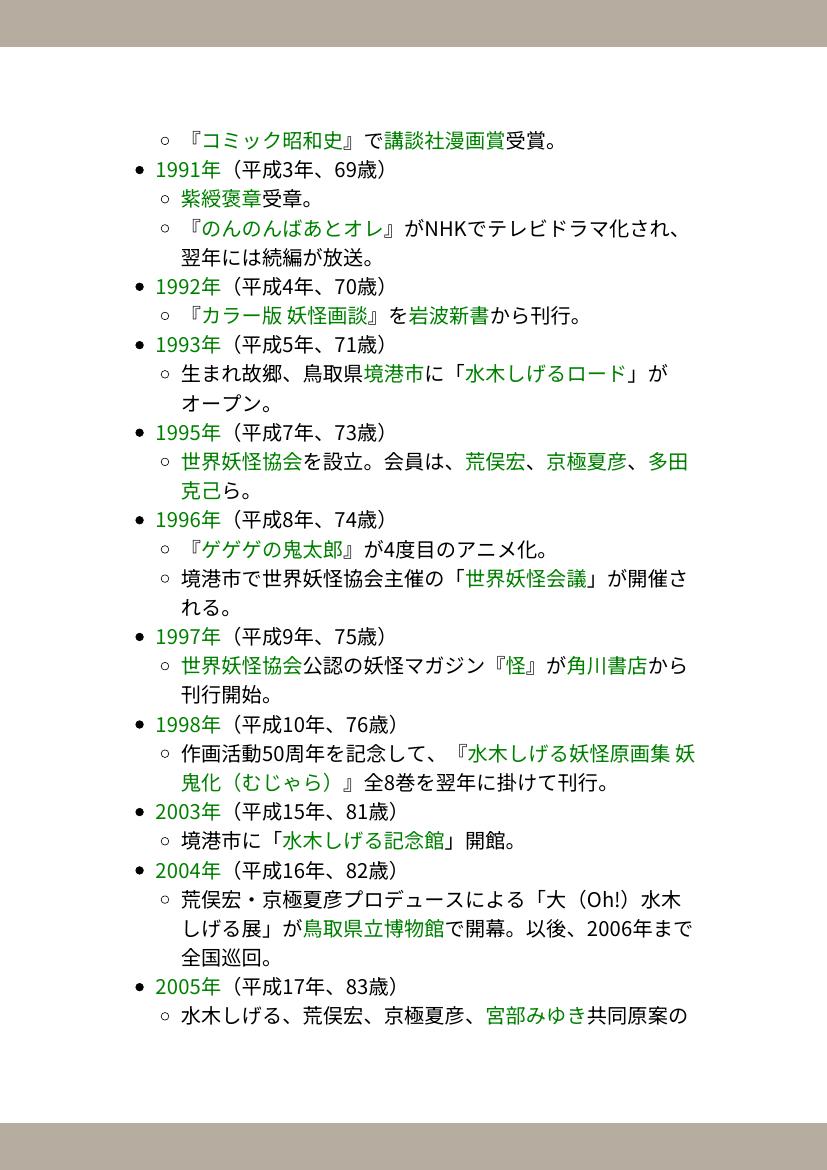 『コミック昭和史』で講談社漫画賞受賞。
1991年（平成3年、69歳）
紫綬褒章受章。
『のんのんばあとオレ』がNHKでテレビドラマ化され、
翌年には続編が放送。
1992年（平成4年、70歳）
『カラー版 妖怪画談』を岩波新書から刊行。
1993年（平成5年、71歳）
生まれ故郷、鳥取県境港市に「水木しげるロード」が
オープン。
1995年（平成7年、73歳）
世界妖怪協会を設立。会員は、荒俣宏、京極夏彦、多田
克己ら。
1996年（平成8年、74歳）
『ゲゲゲの鬼太郎』が4度目のアニメ化。
境港市で世界妖怪協会主催の「世界妖怪会議」が開催さ
れる。
1997年（平成9年、75歳）
世界妖怪協会公認の妖怪マガジン『怪』が角川書店から
刊行開始。
1998年（平成10年、76歳）
作画活動50周年を記念して、『水木しげる妖怪原画集 妖
鬼化（むじゃら）』全8巻を翌年に掛けて刊行。
2003年（平成15年、81歳）
境港市に「水木しげる記念館」開館。
2004年（平成16年、82歳）
荒俣宏・京極夏彦プロデュースによる「大（Oh!）水木
しげる展」が鳥取県立博物館で開幕。以後、2006年まで
全国巡回。
2005年（平成17年、83歳）
水木しげる、荒俣宏、京極夏彦、宮部みゆき共同原案の